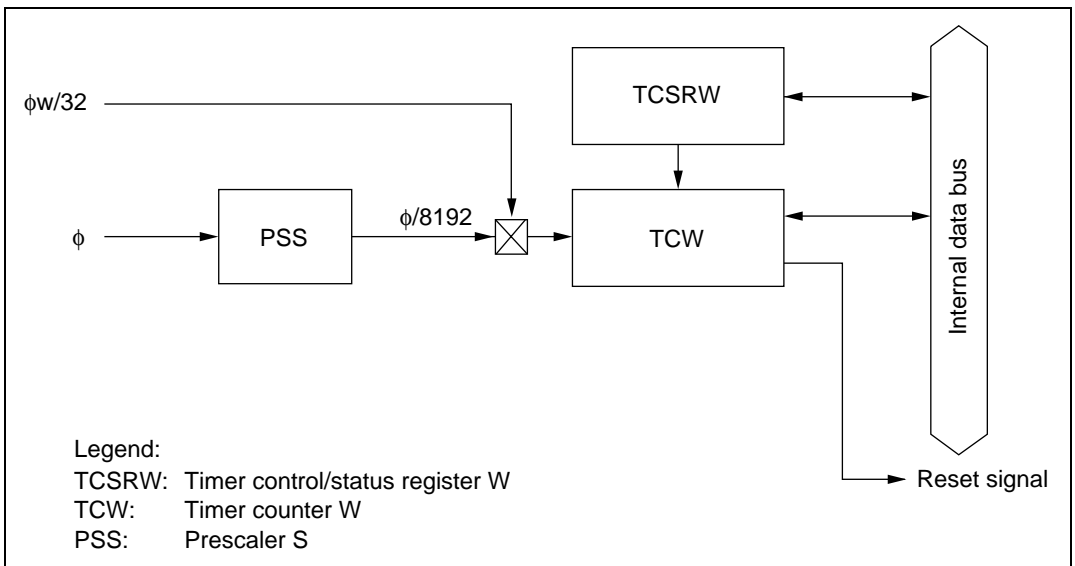 ϕw/32
TCSRW
ϕ
PSS
ϕ/8192
TCW
Internal data bus
Legend:
TCSRW: Timer control/status register W
TCW: Timer counter W
PSS: Prescaler S
Reset signal